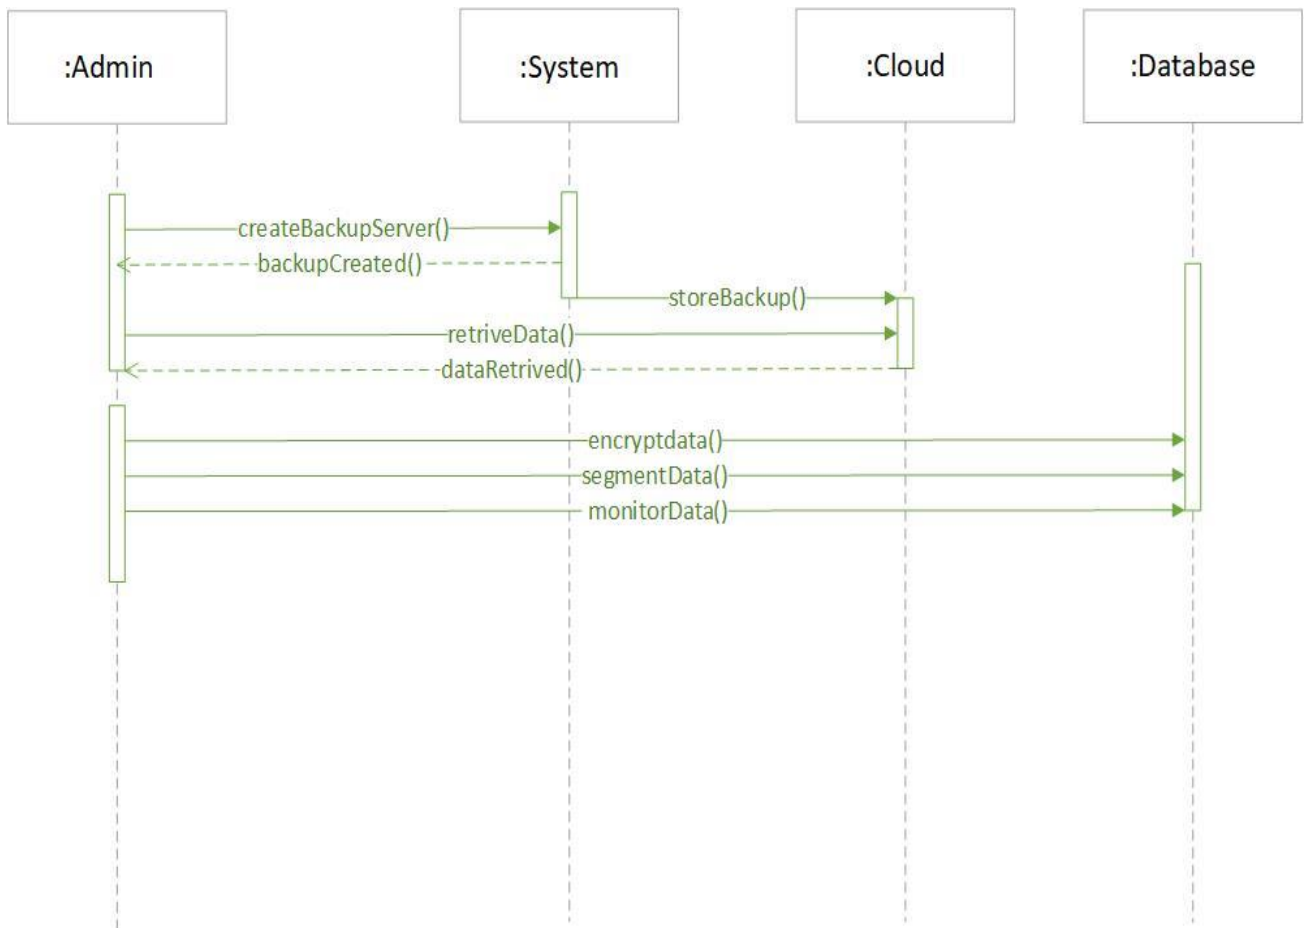 :Admin
:System
:Cloud
:Database
createBackupServer()
backupCreated()
storeBackup()
retriveData()
dataRetrived()
encryptdata()
segmentData()
monitorData()